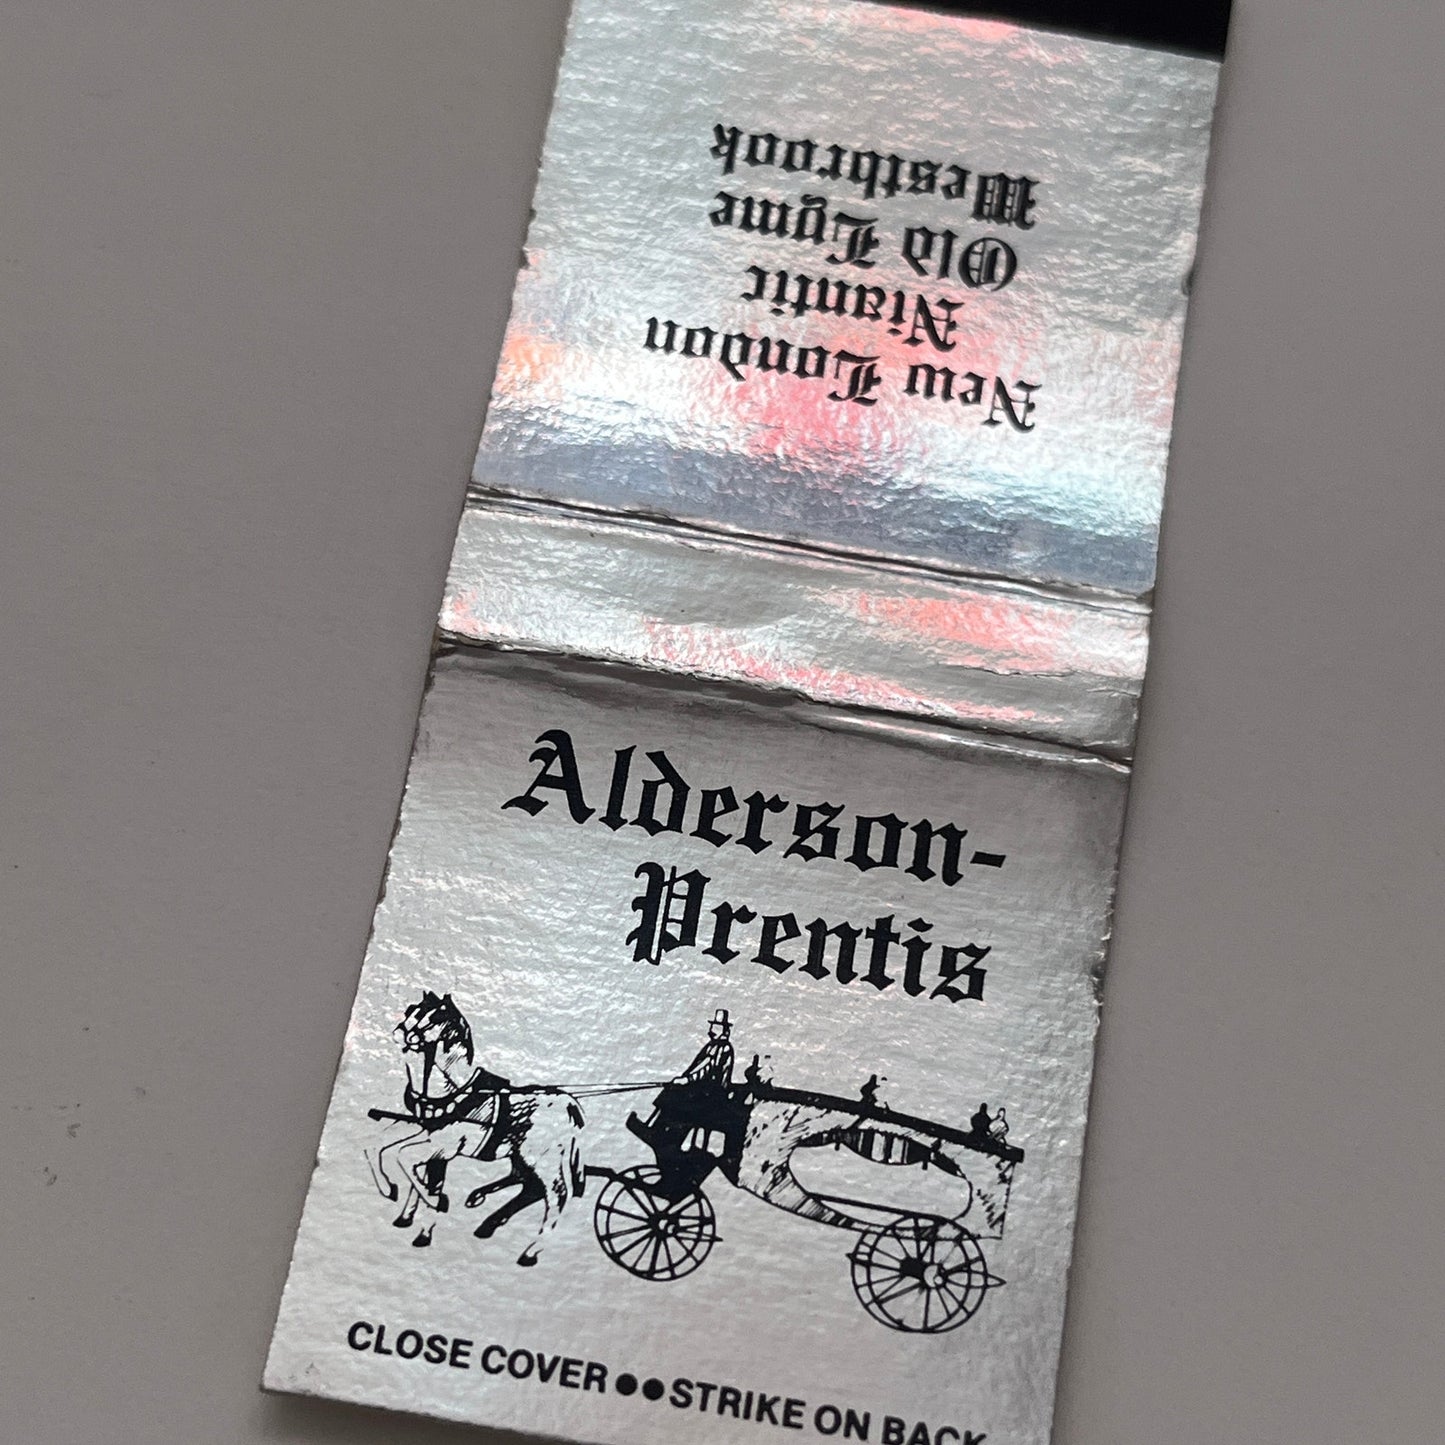 Alderson-
Prentis
CLOSE COVER ●● STRIKE ON BACK
New London
Niantic
Old Lyme
Westbrook